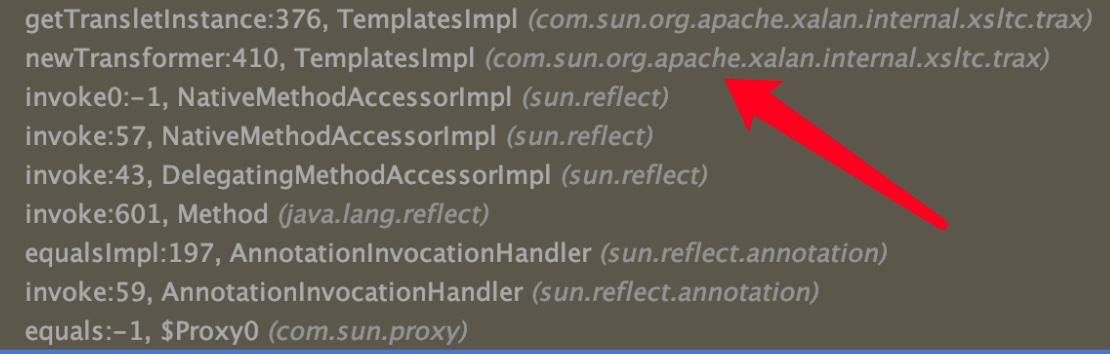 getTransletInstance:376, TemplatesImpl (com.sun.org.apache.xalan.internal.xsltc.trax)
newTransformer:410, TemplatesImpl (com.sun.org.apache.xalan.internal.xsltc.trax)
invoke0:-1, NativeMethodAccessorImpl (sun.reflect)
invoke:57, NativeMethodAccessorImpl (sun.reflect)
invoke:43, DelegatingMethodAccessorImpl (sun.reflect)
invoke:601, Method (java.lang.reflect)
equalsImpl:197, AnnotationInvocationHandler (sun.reflect.annotation)
invoke:59, AnnotationInvocationHandler (sun.reflect.annotation)
equals:-1, $Proxy0 (com.sun.proxy)